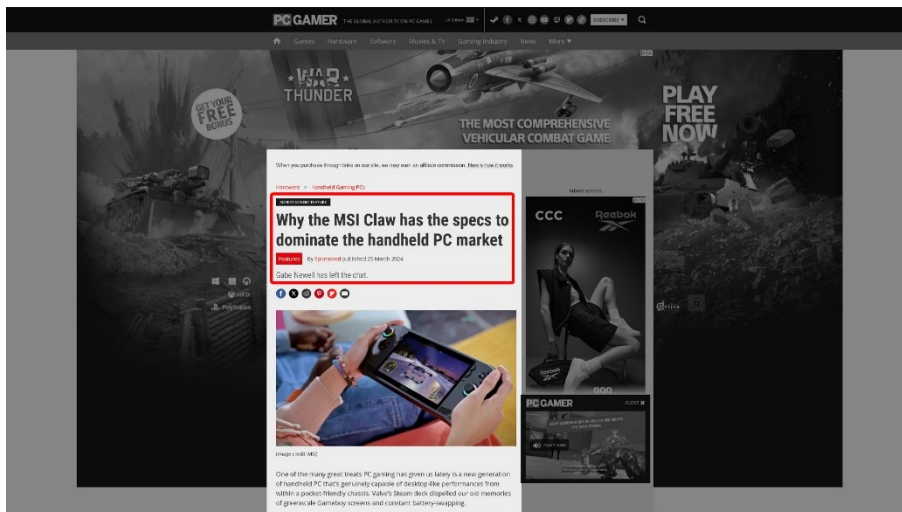 PC GAMER THE GLOBAL AUTHORITY ON PC GAMES
SUBSCRIBE
Games Hardware Software Movies & TV Gaming Industry News More
WAR
THUNDER
GET YOUR
FREE
BONUS
THE MOST COMPREHENSIVE
VEHICULAR COMBAT GAME
PLAY
FREE
NOW
XBOX
PlayStation
When you purchase through links on our site, we may earn an affiliate commission. Here's how it works
Hardware > Handheld Gaming PCs
ADVERTISEMENT FEATURE
Why the MSI Claw has the specs to
dominate the handheld PC market
Features By Sponsored published 25 March 2024
Gabe Newell has left the chat.
(Image credit: MSI)
One of the many great treats PC gaming has given us lately is a new generation
of handheld PC that's genuinely capable of desktop-like performances from
within a pocket-friendly chassis. Valve's Steam deck dispelled our old memories
of greenscale Gameboy screens and constant battery-swapping.
Advertisement
CCC Reebok
Reebok
PC GAMER CLOSE